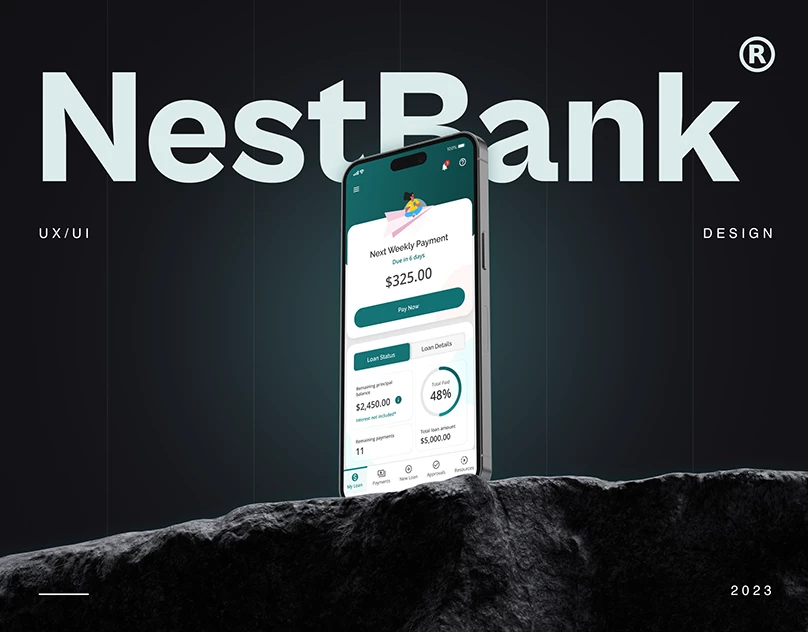 ®
NestBank
UX/UI
DESIGN
100%
Next Weekly Payment
Due in 6 days
$325.00
Pay Now
Loan Status
Loan Details
Remaining principal
balance
$2,450.00
Interest not included*
Total Paid
48%
Remaining payments
11
Total loan amount
$5,000.00
My Loan
Payments
New Loan
Approvals
Resources
2023